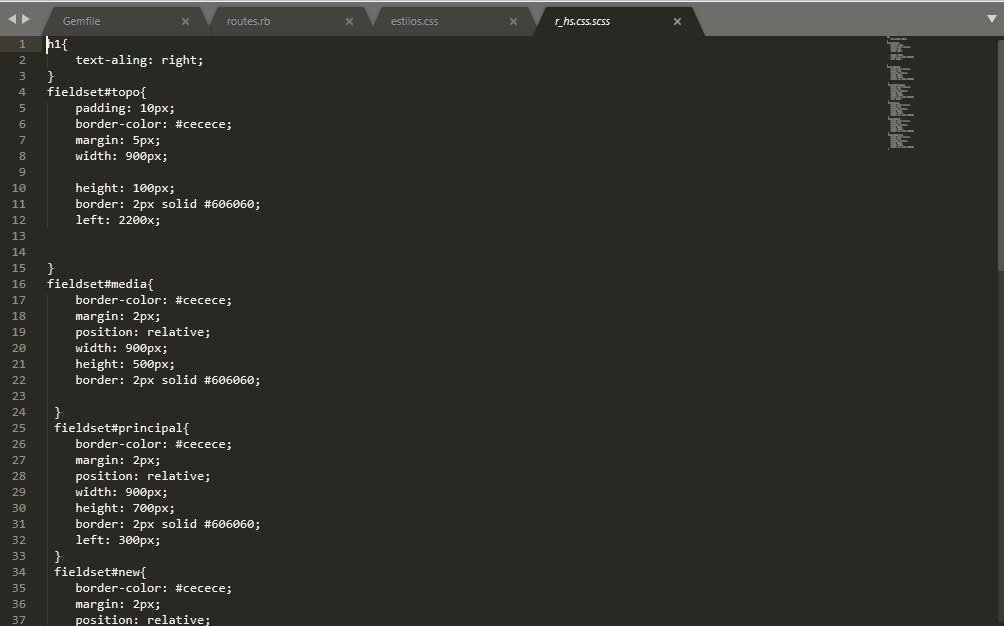 Gemfile × routes.rb × estilos.css × r_hs.css.scss ×
1 h1{
2 text-aling: right;
3 }
4 fieldset#topo{
5 padding: 10px;
6 border-color: #cecece;
7 margin: 5px;
8 width: 900px;
9
10 height: 100px;
11 border: 2px solid #606060;
12 left: 2200x;
13
14
15 }
16 fieldset#media{
17 border-color: #cecece;
18 margin: 2px;
19 position: relative;
20 width: 900px;
21 height: 500px;
22 border: 2px solid #606060;
23
24 }
25 fieldset#principal{
26 border-color: #cecece;
27 margin: 2px;
28 position: relative;
29 width: 900px;
30 height: 700px;
31 border: 2px solid #606060;
32 left: 300px;
33 }
34 fieldset#new{
35 border-color: #cecece;
36 margin: 2px;
37 position: relative;